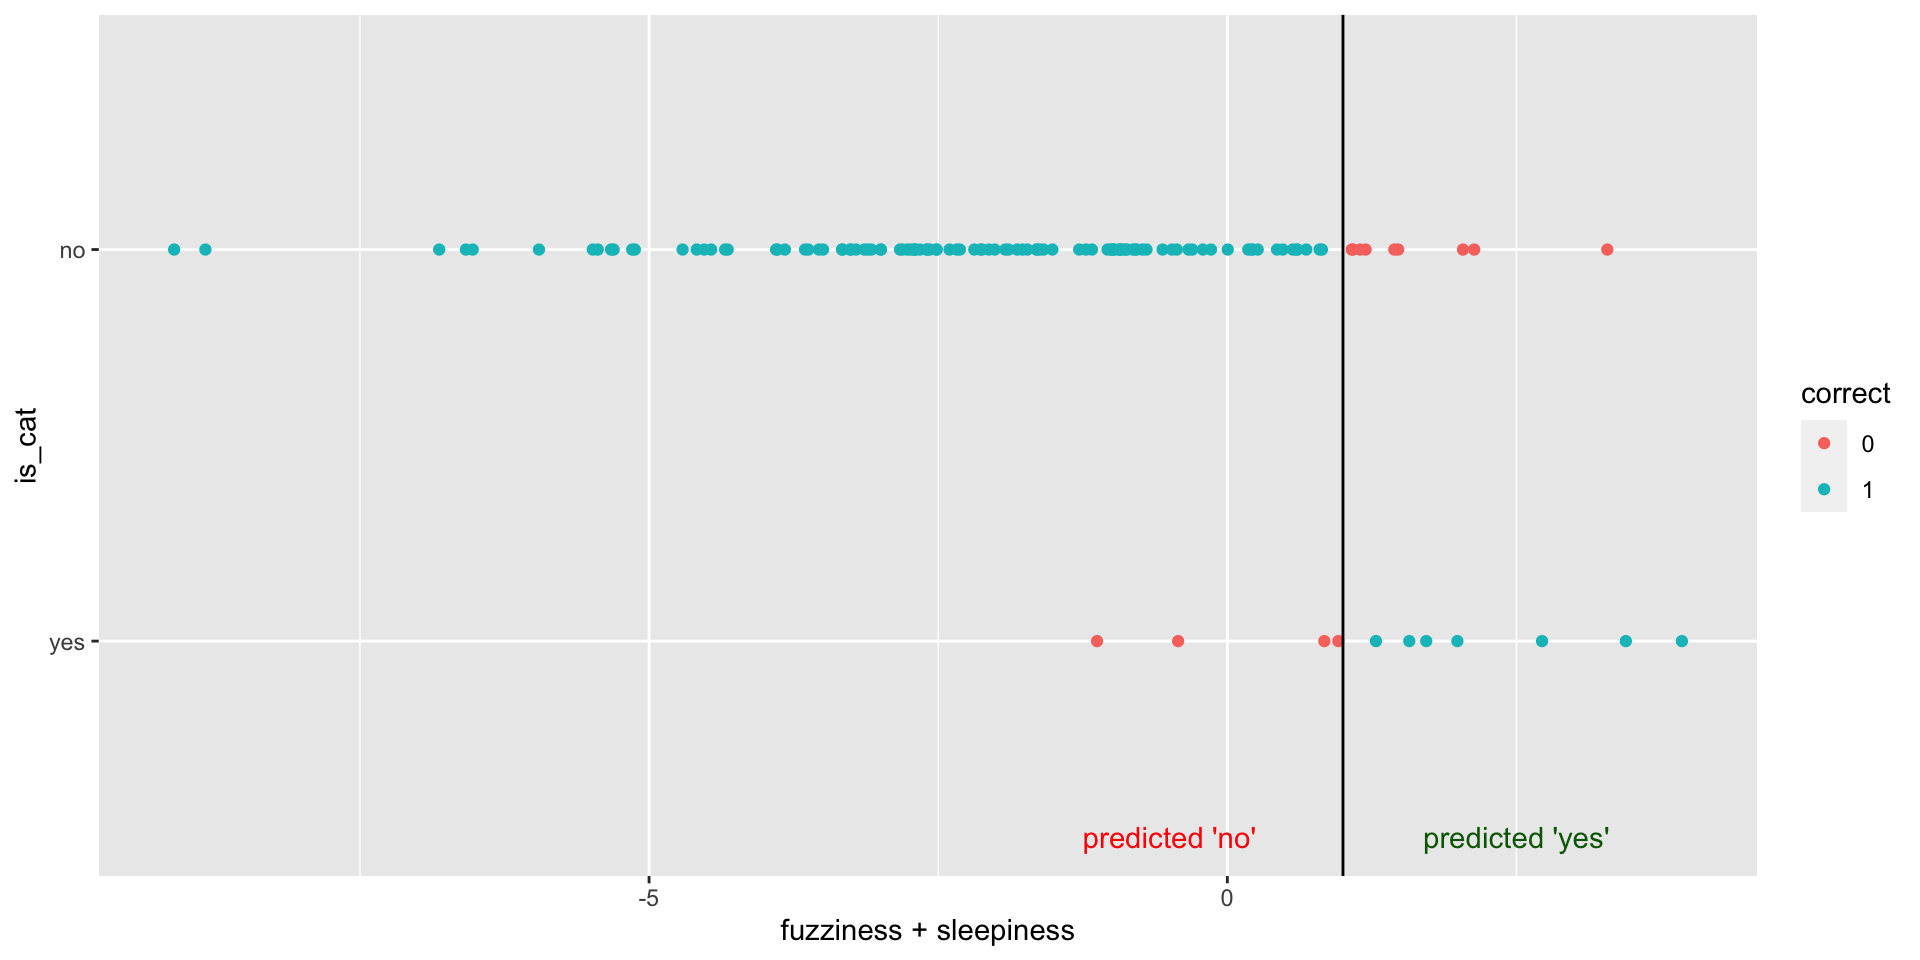 no
yes
is_cat
predicted 'no'
predicted 'yes'
-5
0
fuzziness + sleepiness
correct
0
1